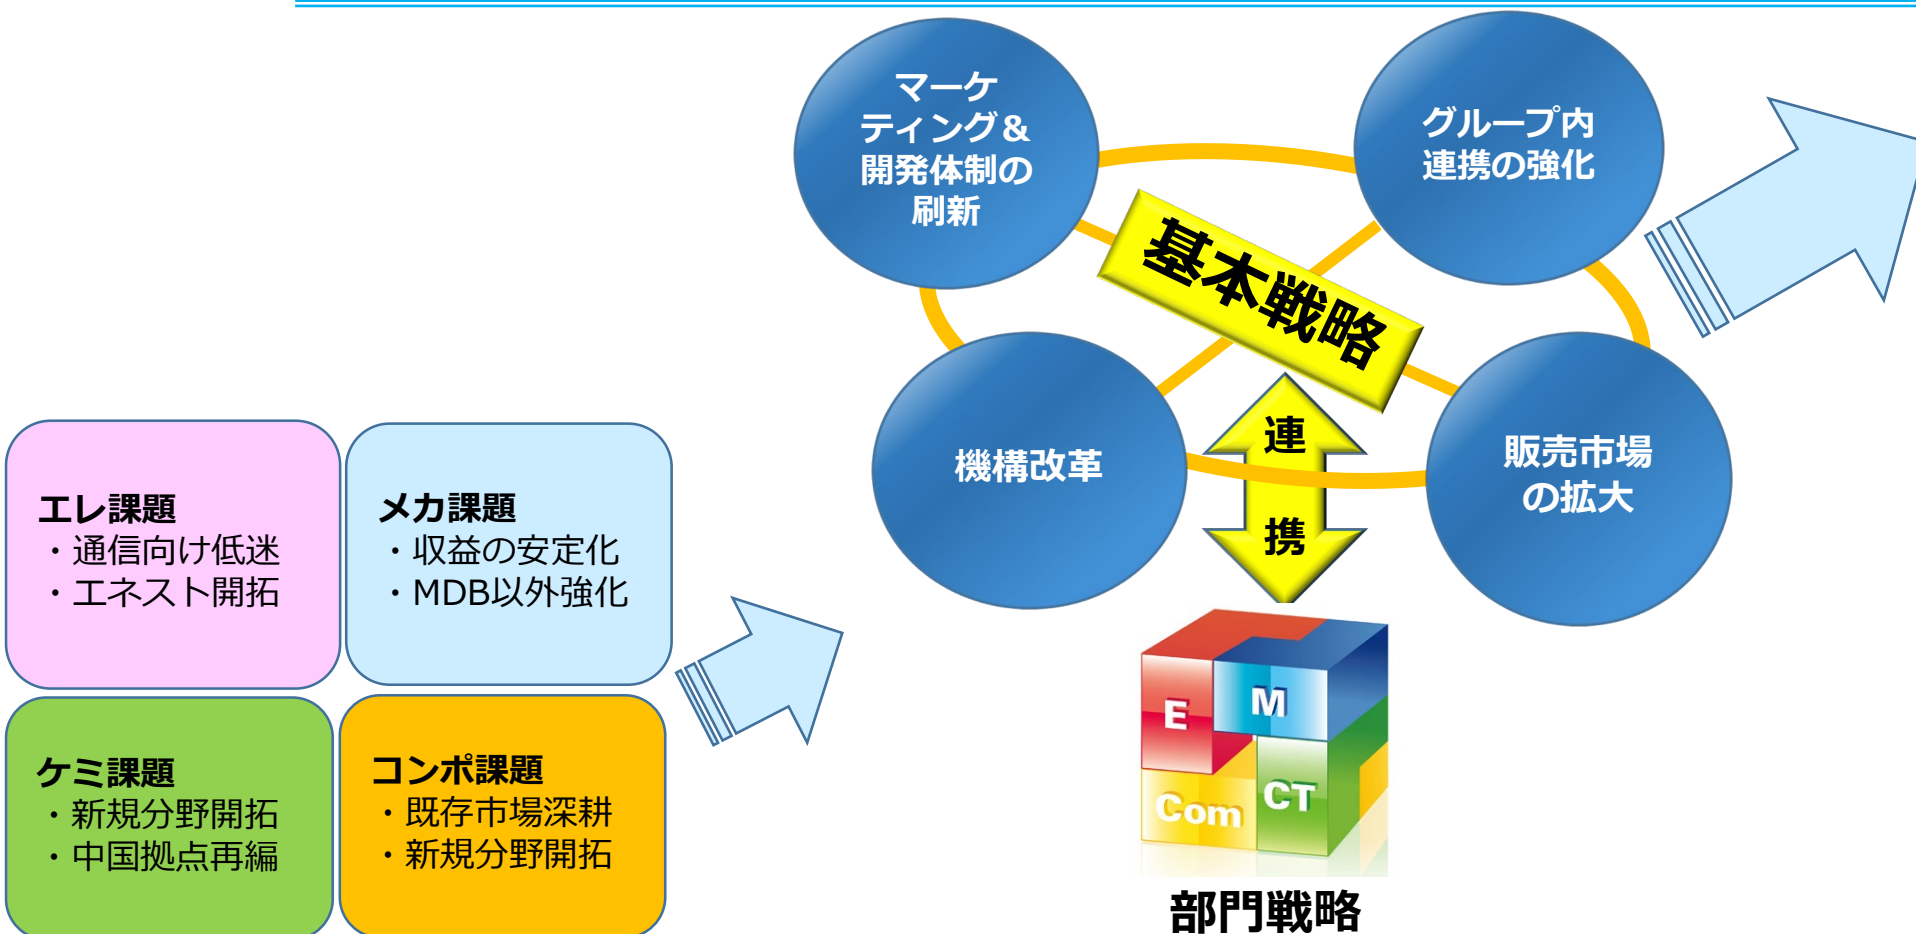 マーケ
ティング＆
開発体制の
刷新
グループ内
連携の強化
基本戦略
機構改革
販売市場
の拡大
連
携
エレ課題
・通信向け低迷
・エネスト開拓
メカ課題
・収益の安定化
・MDB以外強化
ケミ課題
・新規分野開拓
・中国拠点再編
コンポ課題
・既存市場深耕
・新規分野開拓
E
M
Com
CT
部門戦略